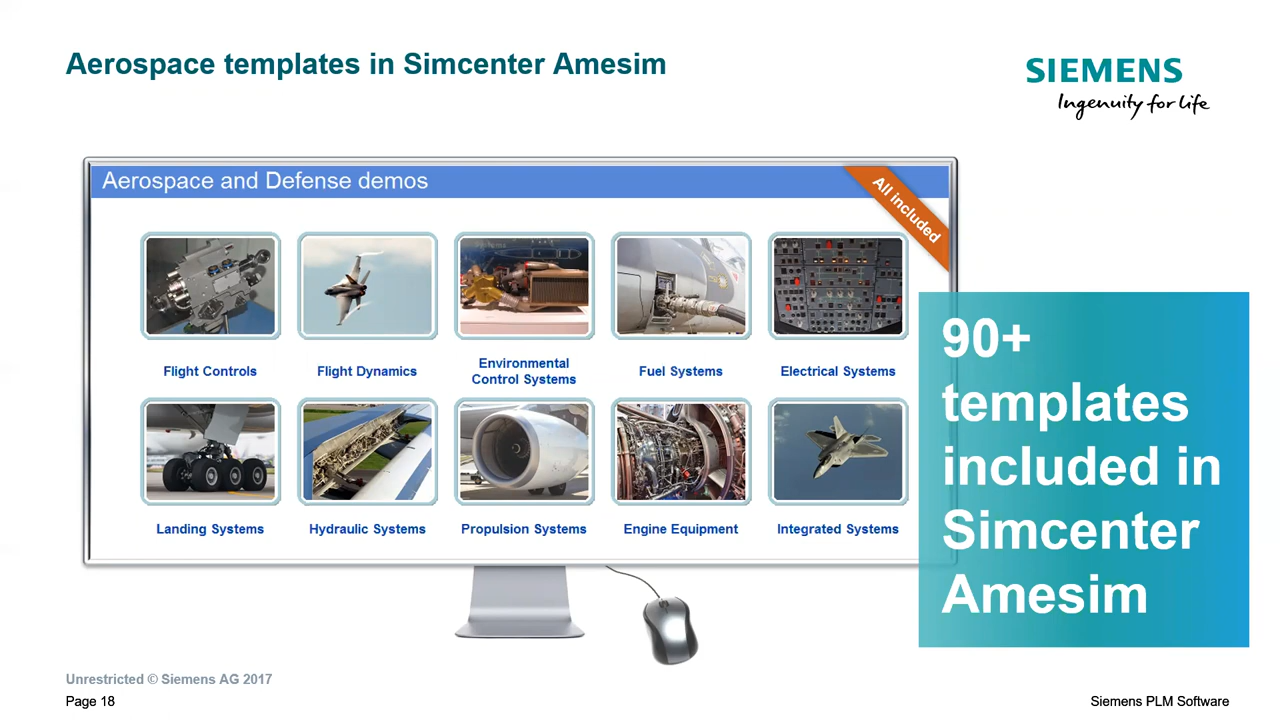 Aerospace templates in Simcenter Amesim
SIEMENS
Ingenuity for life
Aerospace and Defense demos
All included
Flight Controls
Flight Dynamics
Environmental
Control Systems
Fuel Systems
Electrical Systems
Landing Systems
Hydraulic Systems
Propulsion Systems
Engine Equipment
Integrated Systems
90+
templates
included in
Simcenter
Amesim
Unrestricted © Siemens AG 2017
Page 18
Siemens PLM Software